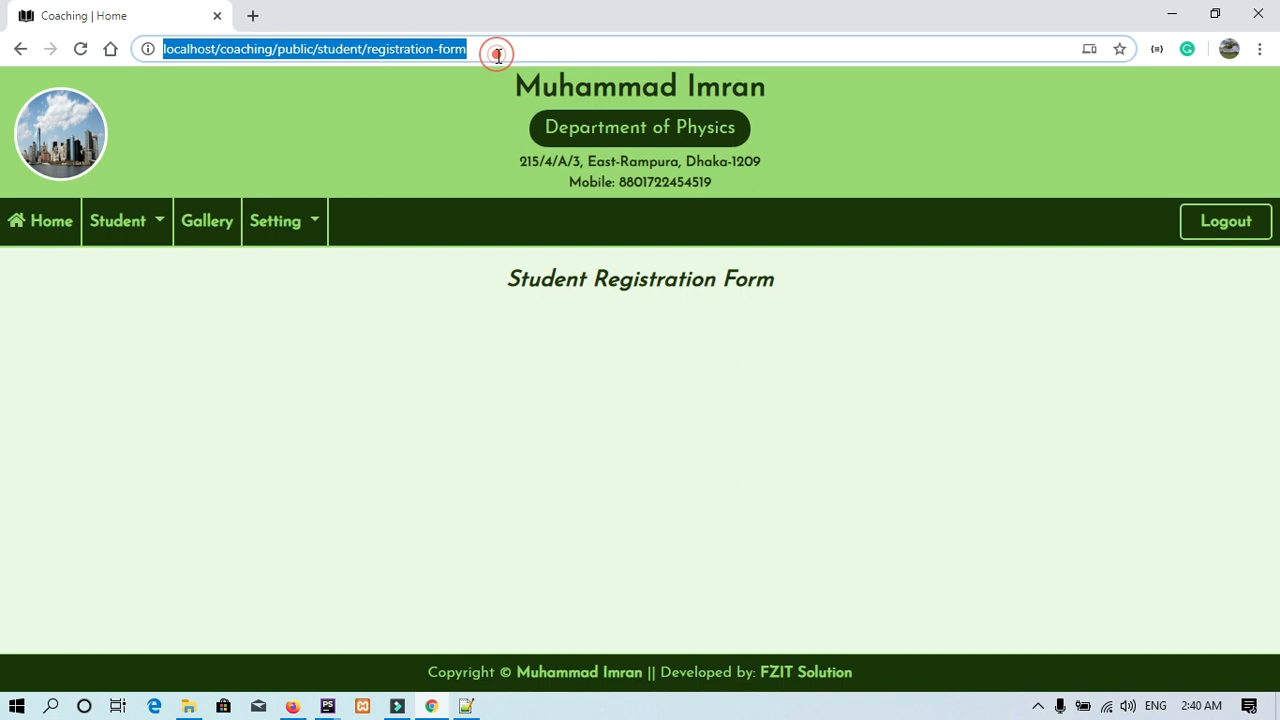 Coaching | Home
localhost/coaching/public/student/registration-form
Muhammad Imran
Department of Physics
215/4/A/3, East-Rampura, Dhaka-1209
Mobile: 8801722454519
Home Student Gallery Setting Logout
Student Registration Form
Copyright © Muhammad Imran || Developed by: FZIT Solution
PS
ENG 2:40 AM